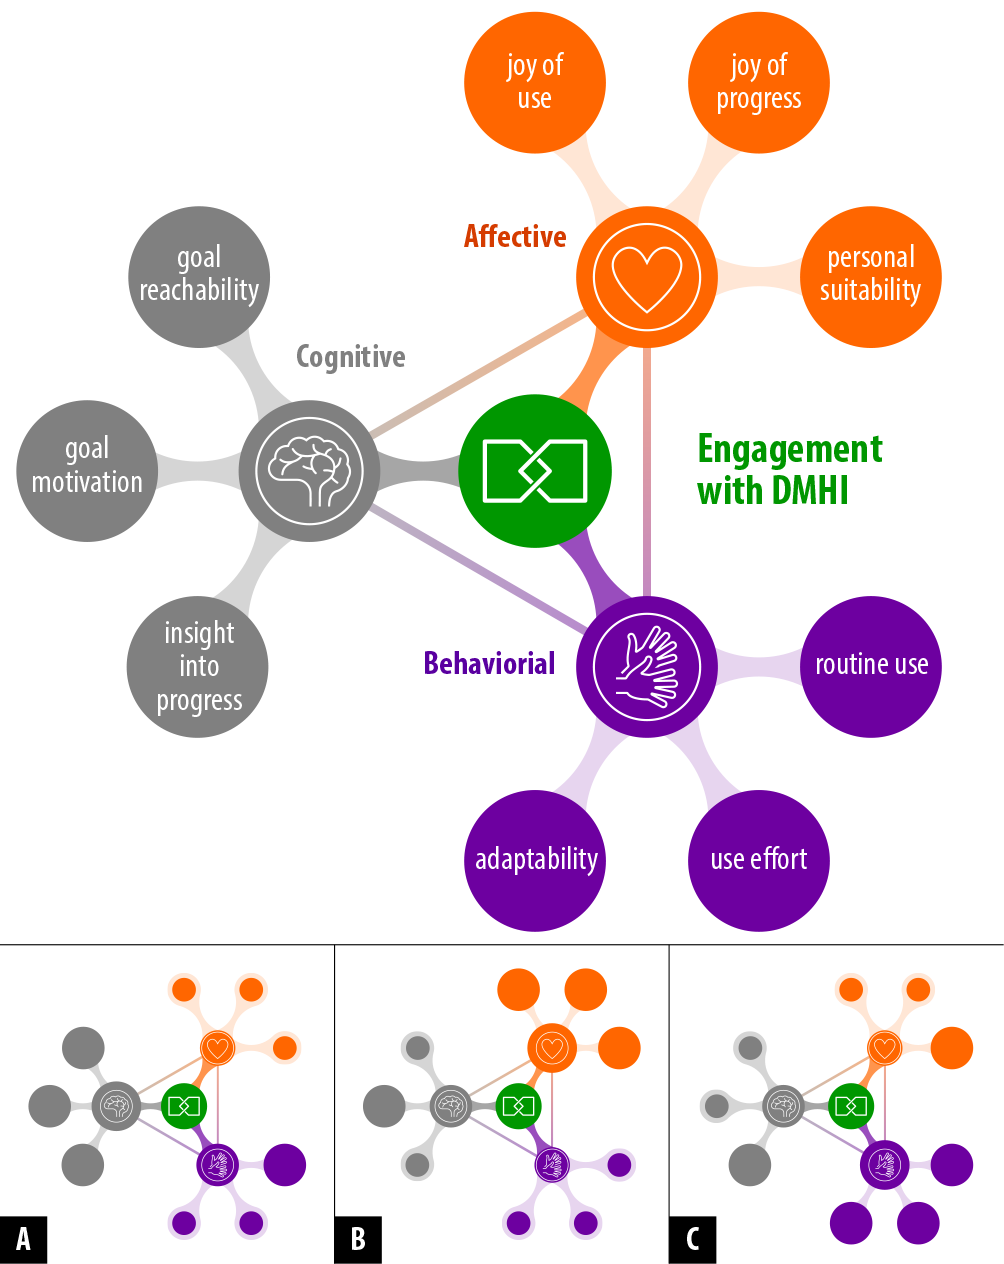 joy of
use
joy of
progress
Affective
personal
suitability
goal
reachability
Cognitive
goal
motivation
Engagement
with DMHI
insight
into
progress
Behaviorial
routine use
adaptability
use effort
A
B
C